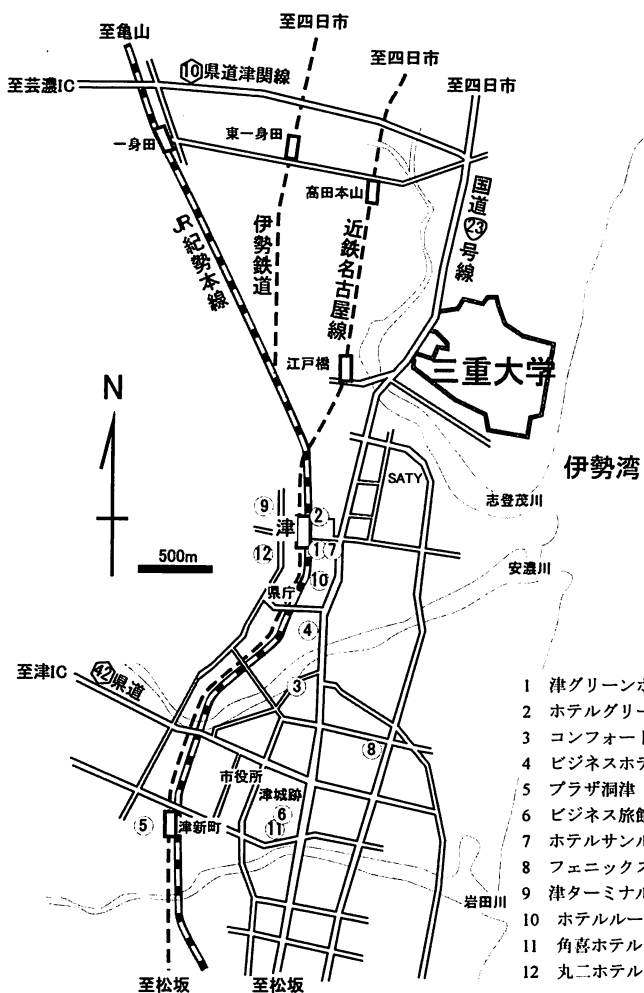 至亀山
至四日市
至四日市
至四日市
至芸濃IC
10 県道津関線
一身田
東一身田
高田本山
国道23号線
JR紀勢本線
伊勢鉄道
近鉄名古屋線
江戸橋
三重大学
N
伊勢湾
SATY
志登茂川
9
2
津
12
1 7
500m
10
県庁
安濃川
4
至津IC
42 県道
3
8
市役所
津城跡
6
11
5
津新町
岩田川
至松坂
至松坂
1 津グリーンホ
2 ホテルグリー
3 コンフォート
4 ビジネスホテ
5 プラザ洞津
6 ビジネス旅館
7 ホテルサンル
8 フェニックス
9 津ターミナル
10 ホテルルー
11 角喜ホテル
12 丸二ホテル